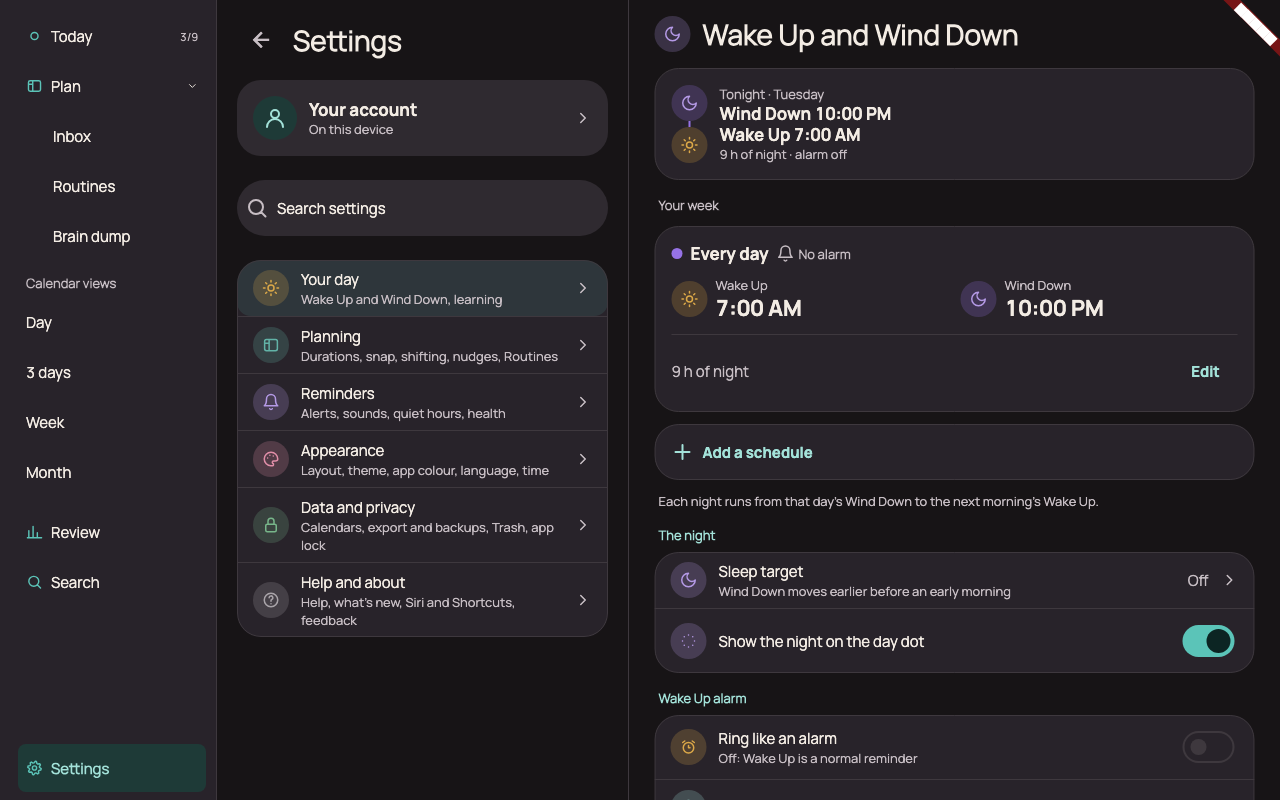 Today
3/9
Plan
Inbox
Routines
Brain dump
Calendar views
Day
3 days
Week
Month
Review
Search
Settings
Settings
Your account
On this device
Search settings
Your day
Wake Up and Wind Down, learning
Planning
Durations, snap, shifting, nudges, Routines
Reminders
Alerts, sounds, quiet hours, health
Appearance
Layout, theme, app colour, language, time
Data and privacy
Calendars, export and backups, Trash, app
lock
Help and about
Help, what's new, Siri and Shortcuts,
feedback
Wake Up and Wind Down
Tonight · Tuesday
Wind Down 10:00 PM
Wake Up 7:00 AM
9 h of night · alarm off
Your week
Every day
No alarm
Wake Up
7:00 AM
Wind Down
10:00 PM
9 h of night
Edit
Add a schedule
Each night runs from that day's Wind Down to the next morning's Wake Up.
The night
Sleep target
Wind Down moves earlier before an early morning
Off
Show the night on the day dot
Wake Up alarm
Ring like an alarm
Off: Wake Up is a normal reminder